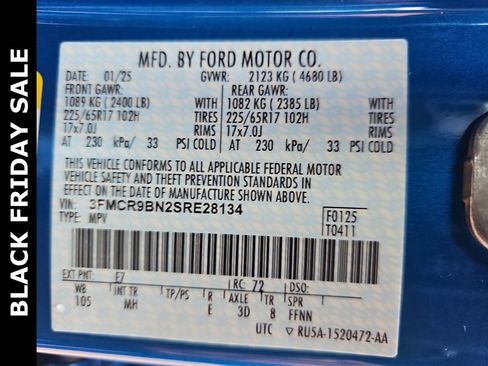 BLACK FRIDAY SALE
MFD. BY FORD MOTOR CO.
DATE: 01/25 GVWR: 2123 KG ( 4680 LB)
FRONT GAWR: REAR GAWR:
1089 KG ( 2400 LB) WITH 1082 KG ( 2385 LB) WITH
225/65R17 102H TIRES 225/65R17 102H TIRES
17x7.0J RIMS 17x7.0J RIMS
AT 230 kPa/ 33 PSI COLD AT 230 kPa/ 33 PSI COLD
THIS VEHICLE CONFORMS TO ALL APPLICABLE FEDERAL MOTOR
VEHICLE SAFETY AND THEFT PREVENTION STANDARDS IN
EFFECT ON THE DATE OF MANUFACTURE SHOWN ABOVE.
VIN: 3FMCR9BN2SRE28134 F0125
TYPE: MPV T0411
EXT PNT: E7 RC: 72 DSO:
WB INT TR TP/PS R AXLE TR SPR
105 MH E 3D 8 FFNN
UTC RU5A-1520472-AA